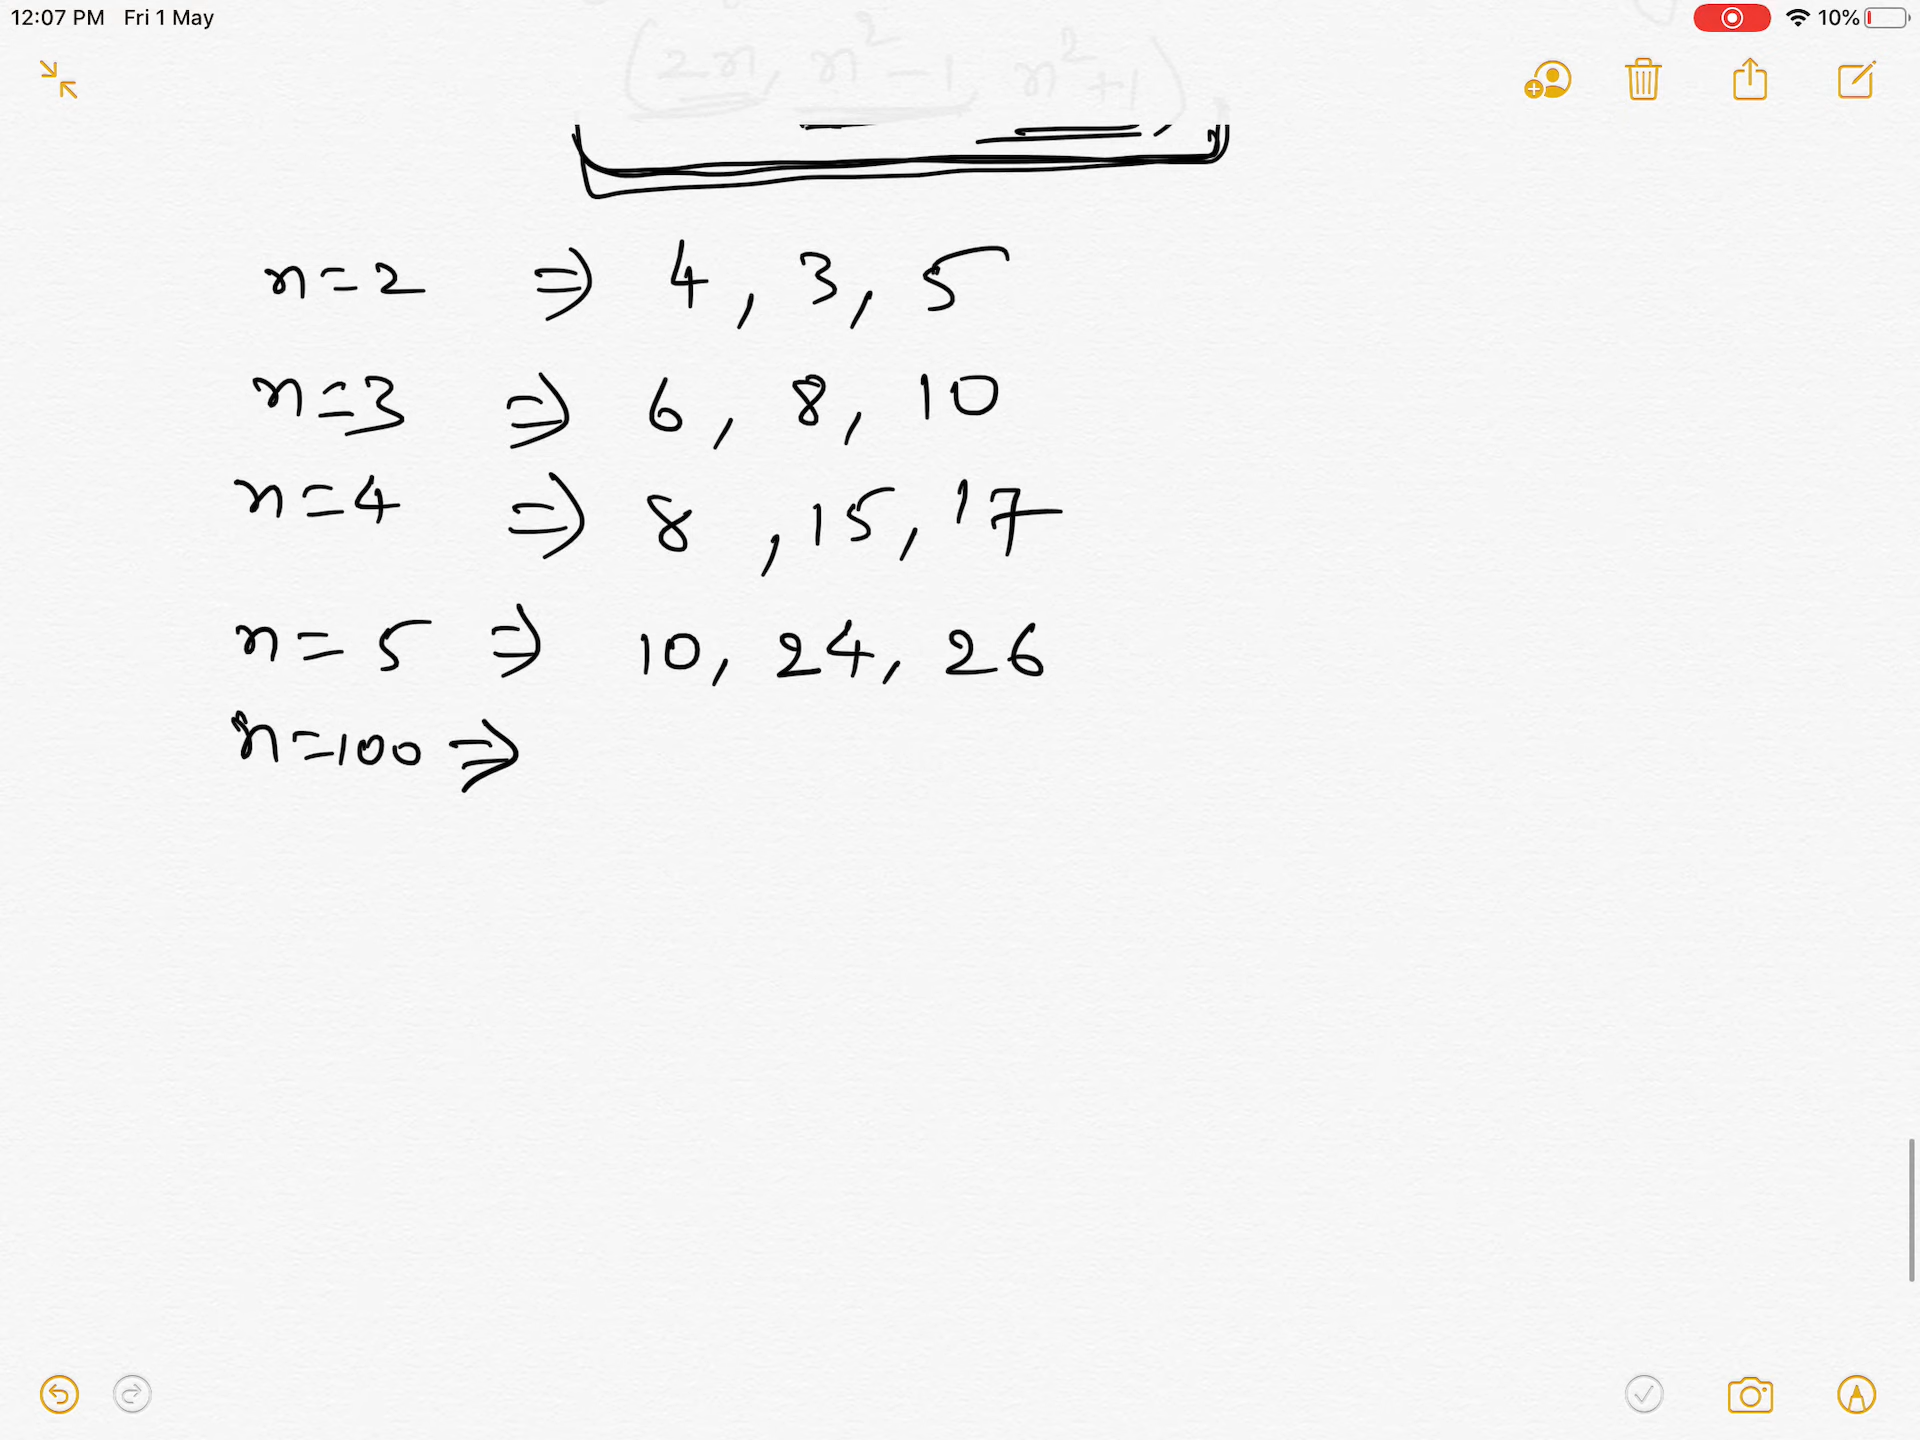 12:07 PM Fri 1 May 10%
(2n, n² - 1, n² + 1)
n = 2 ⇒ 4, 3, 5
n = 3 ⇒ 6, 8, 10
n = 4 ⇒ 8, 15, 17
n = 5 ⇒ 10, 24, 26
n = 100 ⇒